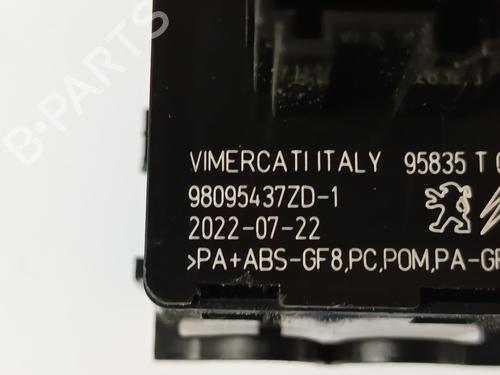 VIMERCATI ITALY 95835 T
98095437ZD-1
2022-07-22
>PA+ABS-GF8,PC,POM,PA-GF
B-PARTS